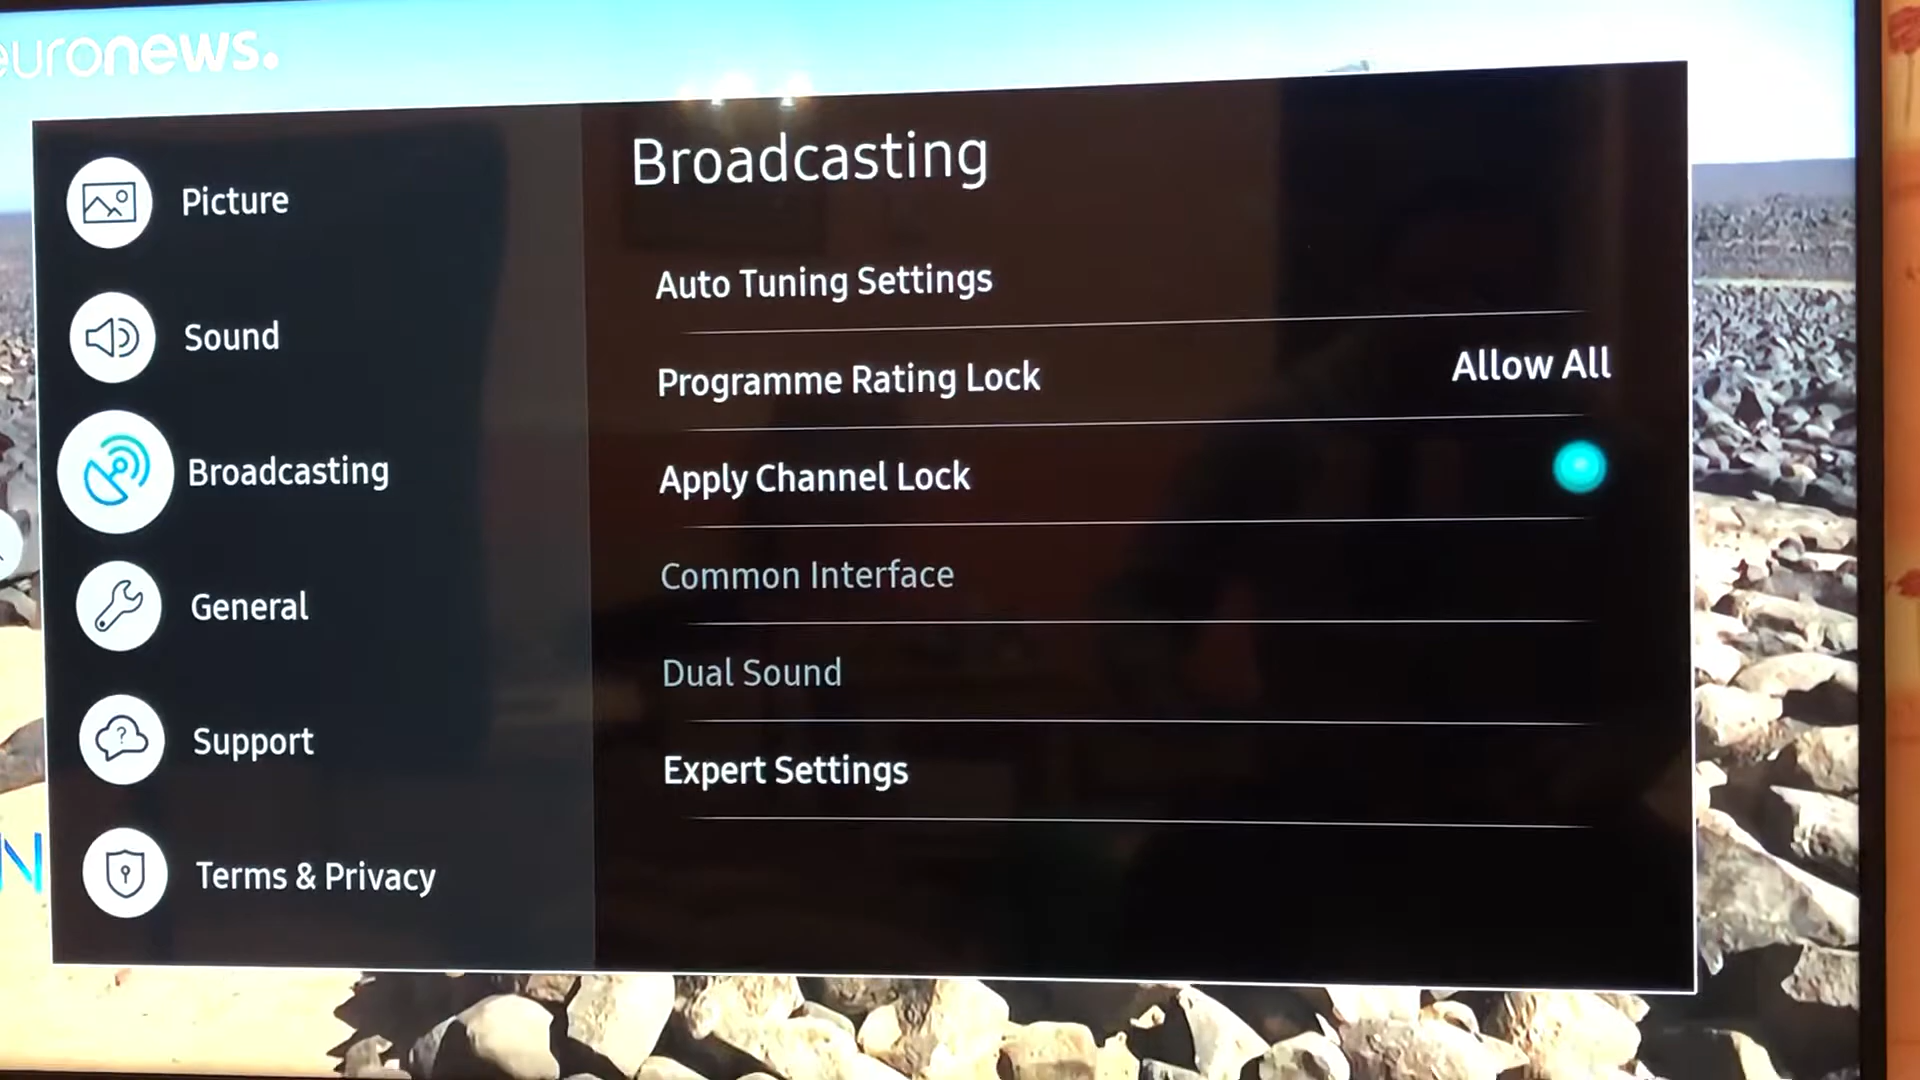 euronews.
Picture
Sound
Broadcasting
General
Support
Terms & Privacy
Broadcasting
Auto Tuning Settings
Programme Rating Lock Allow All
Apply Channel Lock
Common Interface
Dual Sound
Expert Settings
N